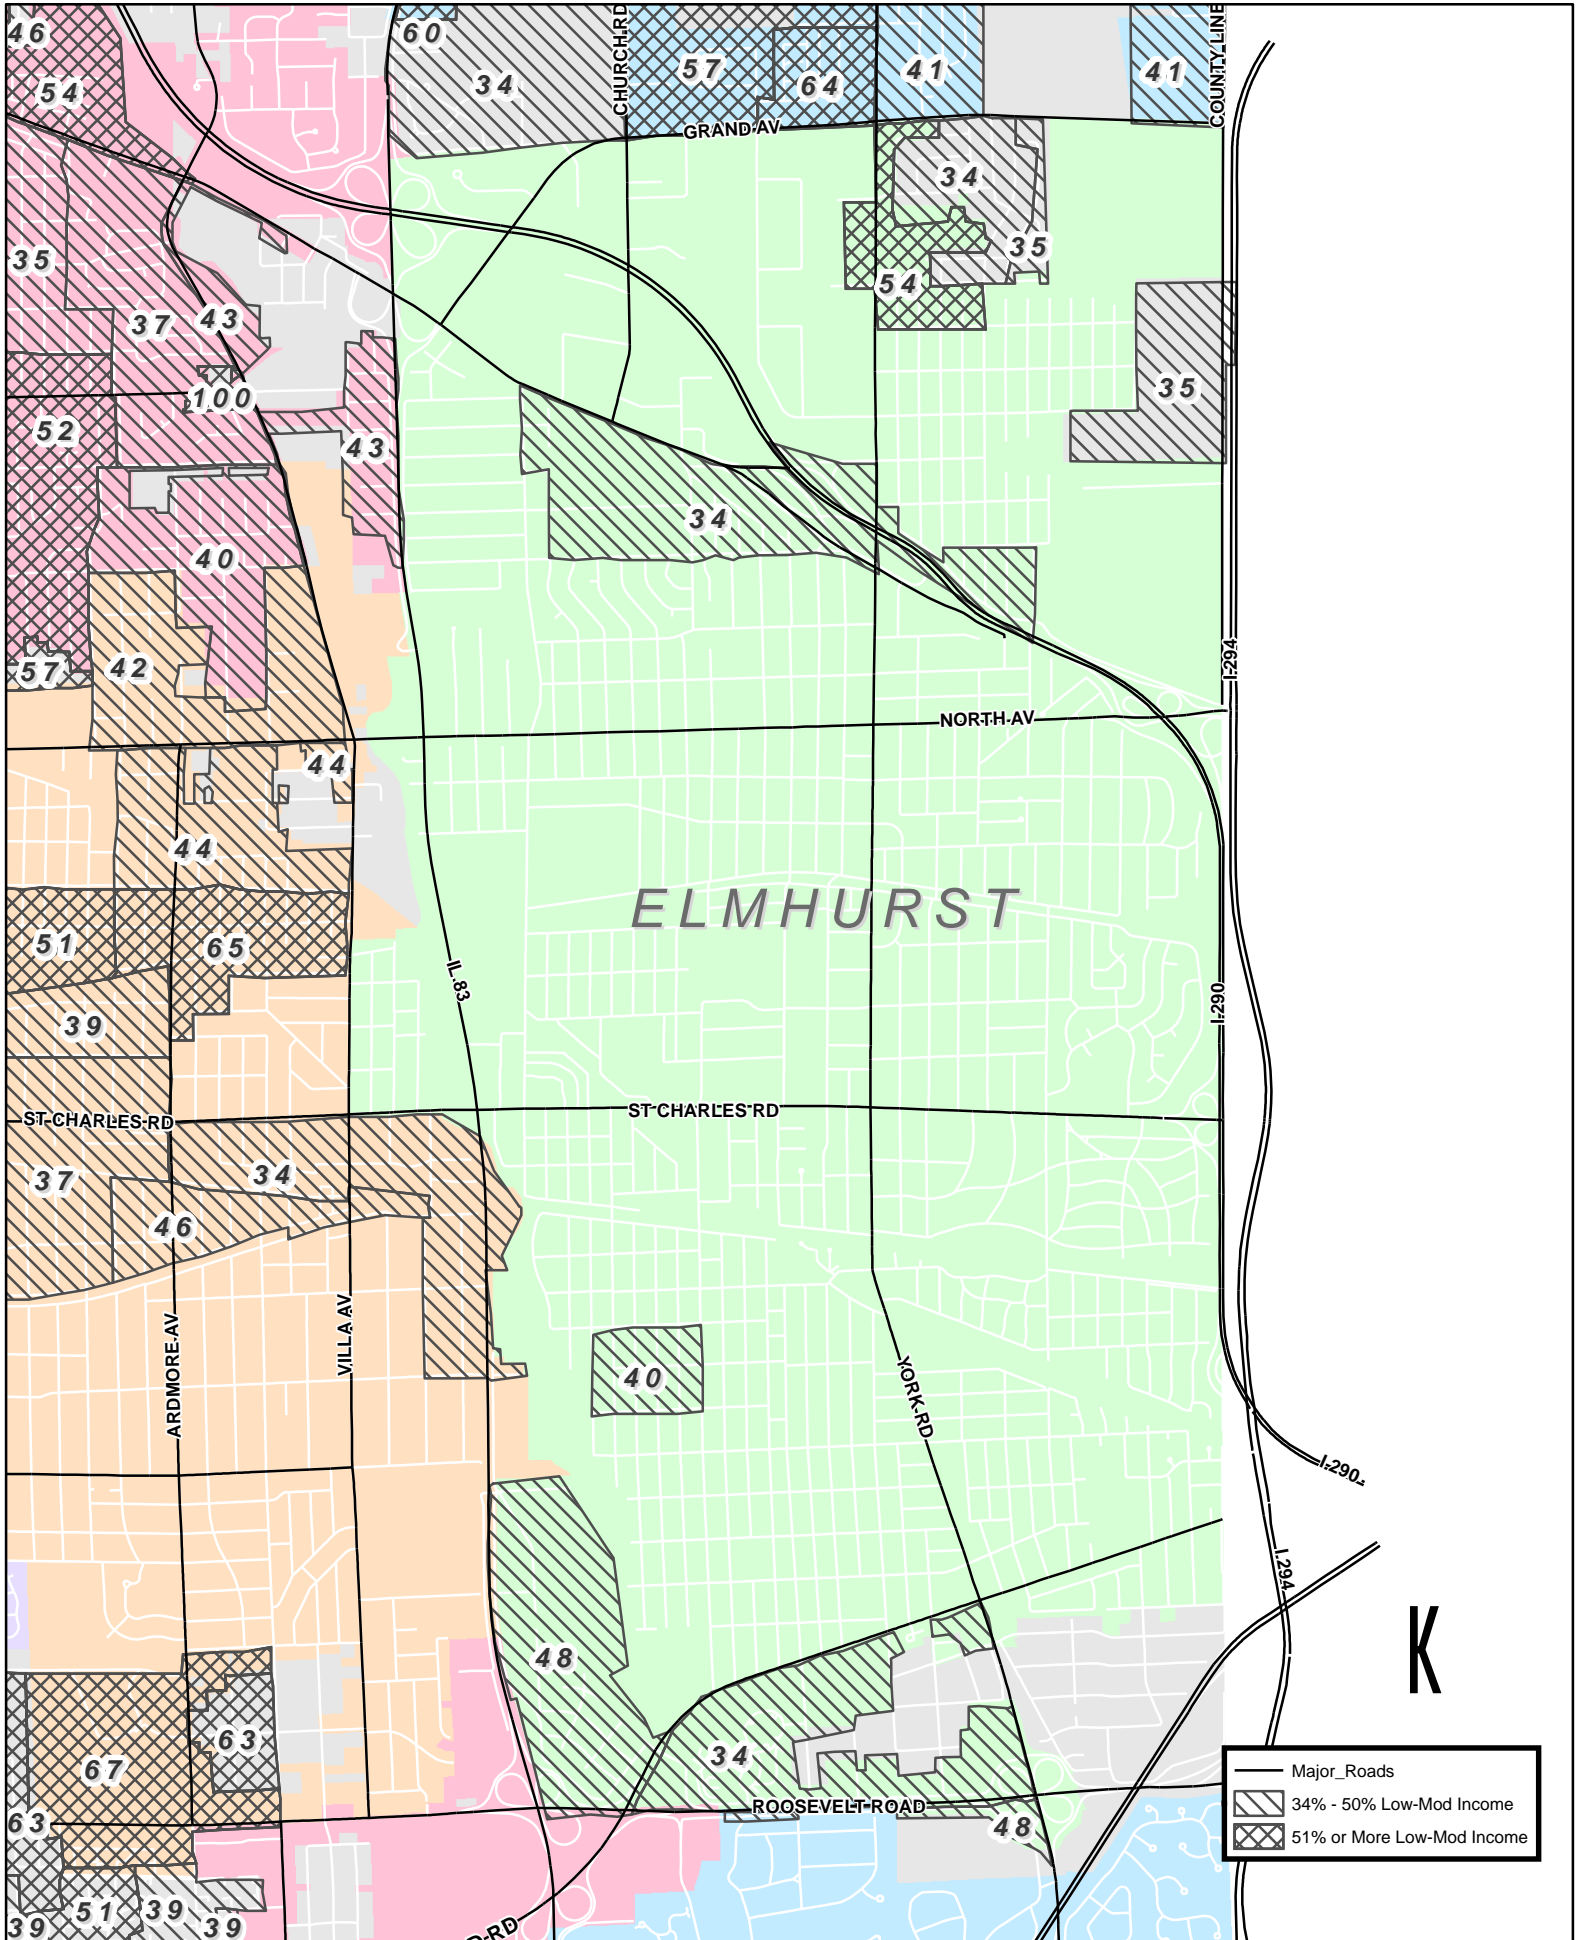 46
60
CHURCH RD
COUNTY LINE
54
34
57
64
41
41
GRAND AV
34
35
35
54
37
43
35
100
52
43
34
40
57
42
I-294
NORTH AV
44
44
ELMHURST
51
65
IL 83
I-290
39
ST CHARLES RD
ST CHARLES RD
37
34
46
ARDMORE AV
VILLA AV
40
YORK RD
I-290
I-294
48
K
63
34
67
Major_Roads
34% - 50% Low-Mod Income
ROOSEVELT ROAD
63
48
51% or More Low-Mod Income
51
39
39
39
RD